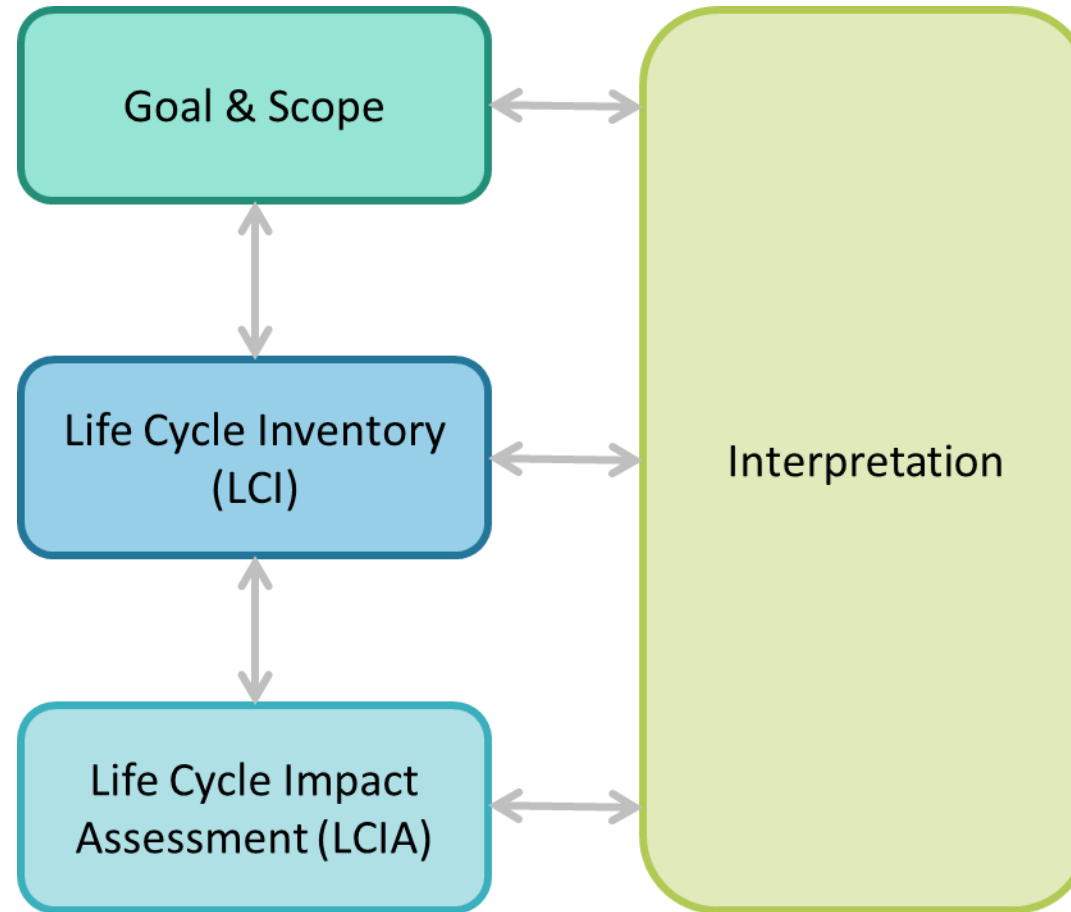 Goal & Scope
Life Cycle Inventory
(LCI)
Interpretation
Life Cycle Impact
Assessment (LCIA)